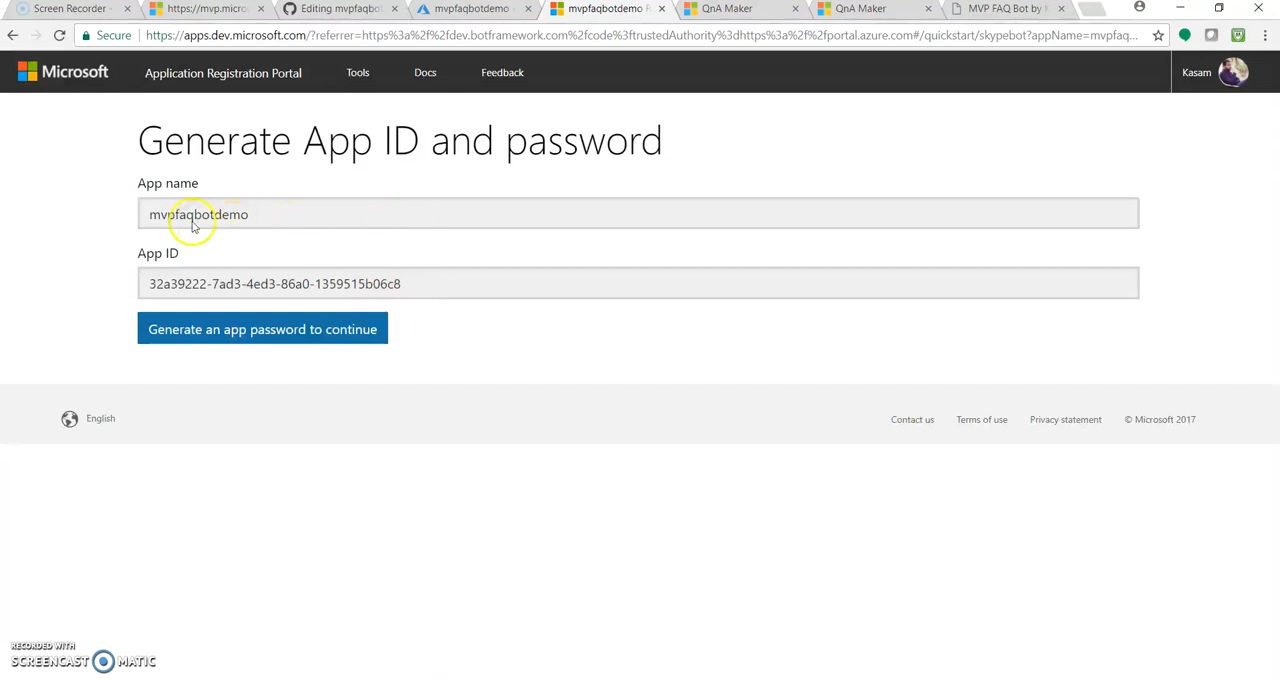 Screen Recorder -
https://mvp.micros
Editing mvpfaqbot
mvpfaqbotdemo -
mvpfaqbotdemo R
QnA Maker
QnA Maker
MVP FAQ Bot by
Secure
https://apps.dev.microsoft.com/?referrer=https%3a%2f%2fdev.botframework.com%2fcode%3ftrustedAuthority%3dhttps%3a%2f%2fportal.azure.com#/quickstart/skypebot?appName=mvpfaq...
Microsoft
Application Registration Portal
Tools
Docs
Feedback
Kasam
Generate App ID and password
App name
mvpfaqbotdemo
App ID
32a39222-7ad3-4ed3-86a0-1359515b06c8
Generate an app password to continue
English
Contact us
Terms of use
Privacy statement
© Microsoft 2017
RECORDED WITH
SCREENCAST MATIC